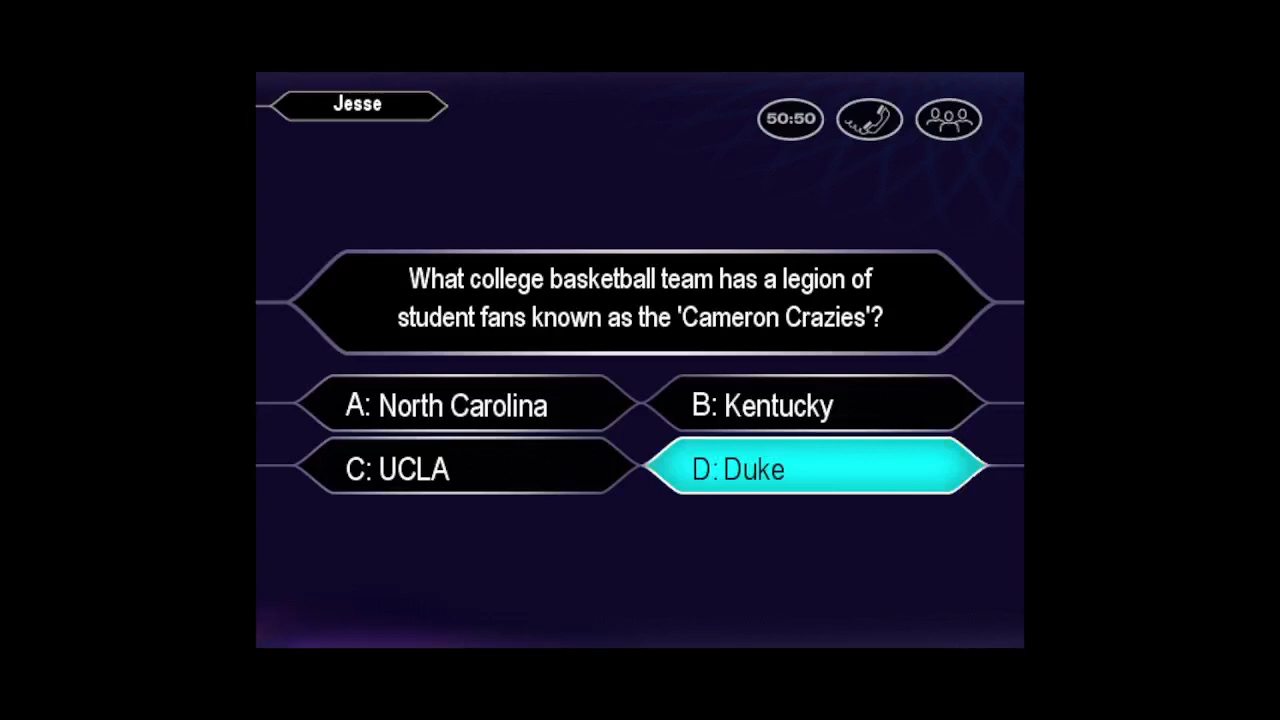 Jesse
50:50
What college basketball team has a legion of
student fans known as the 'Cameron Crazies'?
A: North Carolina
B: Kentucky
C: UCLA
D: Duke